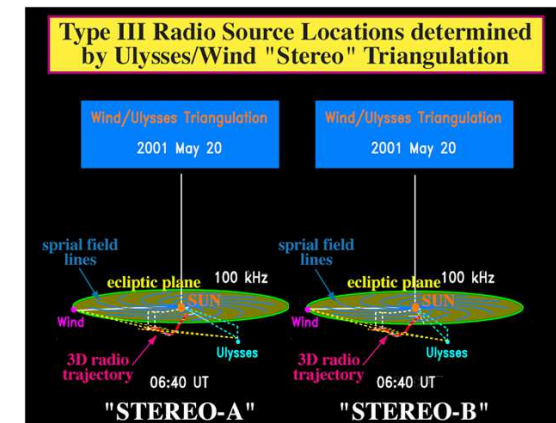 Type III Radio Source Locations determined
by Ulysses/Wind "Stereo" Triangulation
Wind/Ulysses Triangulation
2001 May 20
sprial field
lines
ecliptic plane
100 kHz
SUN
Wind
Ulysses
3D radio
trajectory
06:40 UT
"STEREO-A"
Wind/Ulysses Triangulation
2001 May 20
sprial field
lines
ecliptic plane
100 kHz
SUN
Wind
Ulysses
3D radio
trajectory
06:40 UT
"STEREO-B"